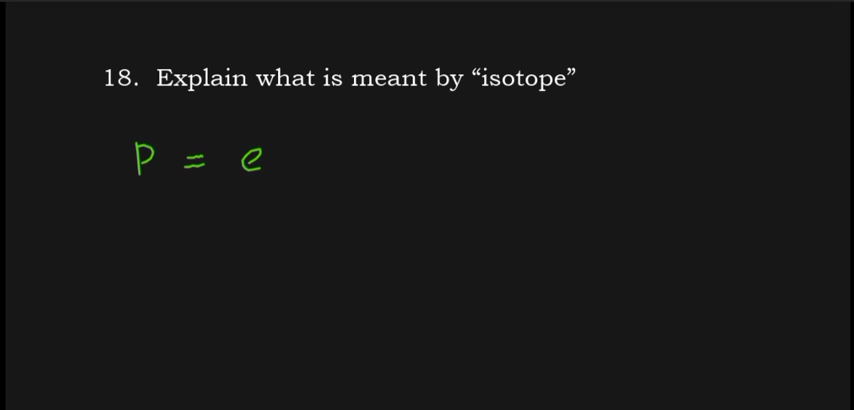 18. Explain what is meant by “isotope”
P = e